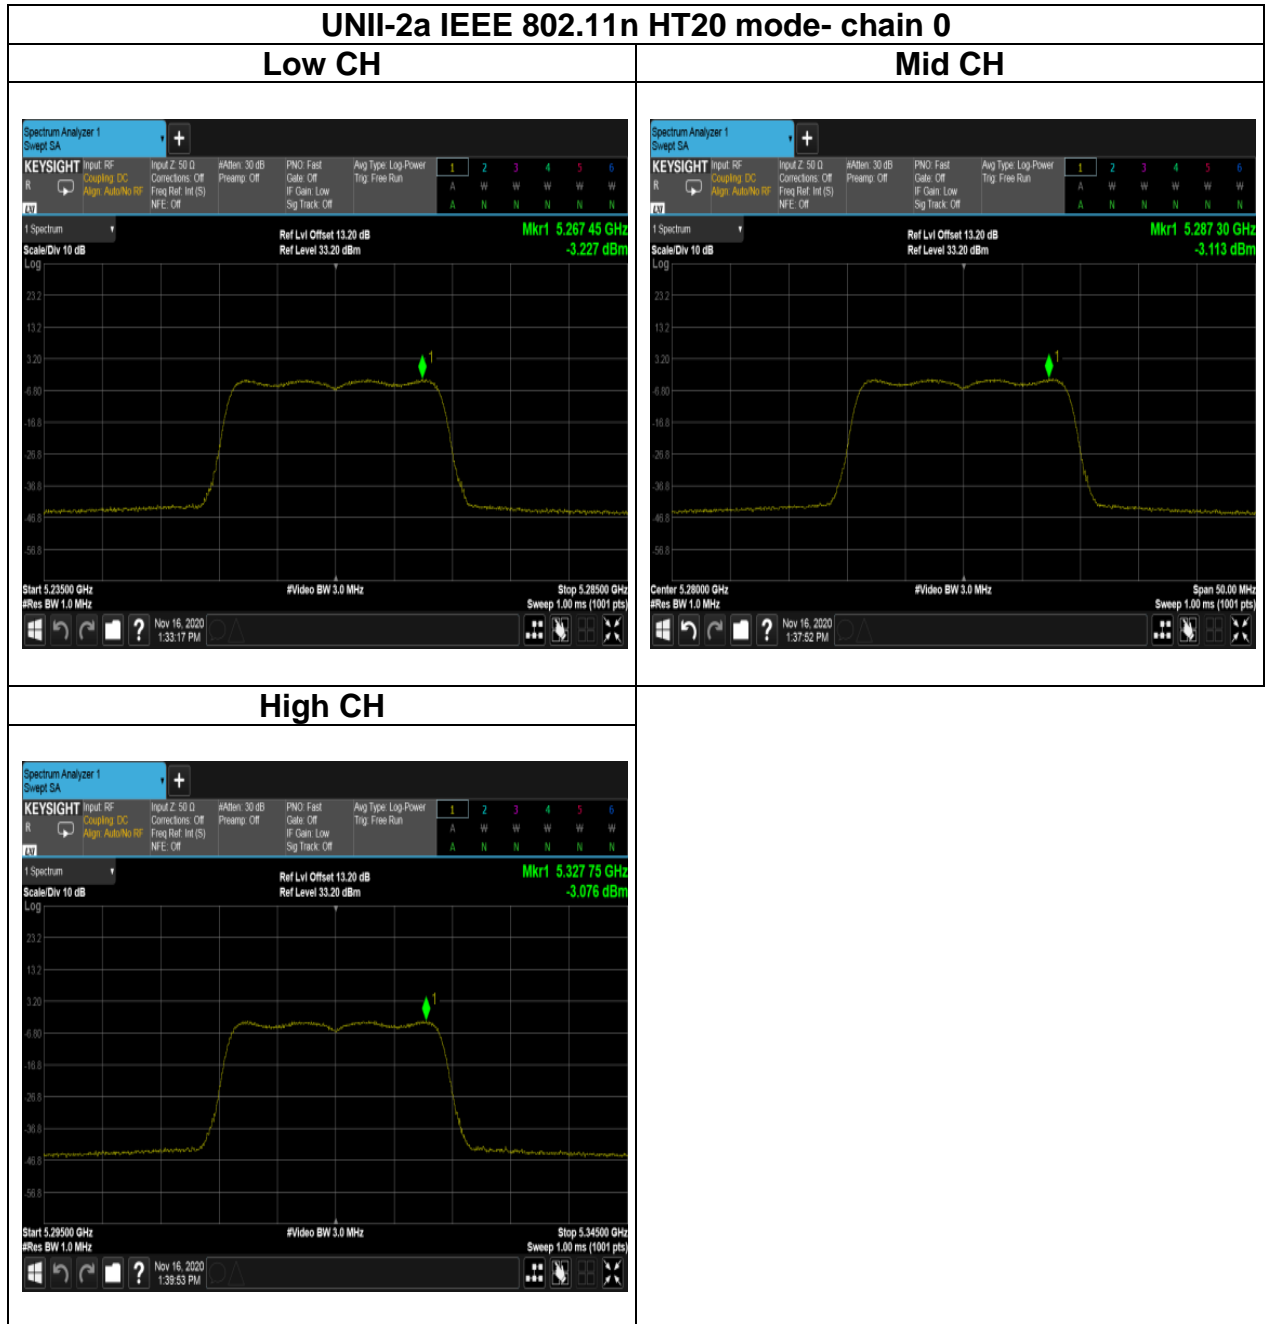 UNII-2a IEEE 802.11n HT20 mode- chain 0
Low CH
Mid CH
Spectrum Analyzer 1
Swept SA
+
KEYSIGHT Input: RF Input Z: 50 Ω #Atten: 30 dB PNO: Fast Avg Type: Log-Power 1 2 3 4 5 6
Coupling: DC Corrections: Off Preamp: Off Gate: Off Trig: Free Run
R Align: Auto/No RF Freq Ref: Int (S) IF Gain: Low A W W W W W
LXI NFE: Off Sig Track: Off A N N N N N
1 Spectrum
Ref Lvl Offset 13.20 dB Mkr1 5.267 45 GHz
Scale/Div 10 dB Ref Level 33.20 dBm -3.227 dBm
Log
23.2
13.2
3.20
1
-6.80
-16.8
-26.8
-36.8
-46.8
-56.8
Start 5.23500 GHz #Video BW 3.0 MHz Stop 5.28500 GHz
#Res BW 1.0 MHz Sweep 1.00 ms (1001 pts)
? Nov 16, 2020
1:33:17 PM
Spectrum Analyzer 1
Swept SA
+
KEYSIGHT Input: RF Input Z: 50 Ω #Atten: 30 dB PNO: Fast Avg Type: Log-Power 1 2 3 4 5 6
Coupling: DC Corrections: Off Preamp: Off Gate: Off Trig: Free Run
R Align: Auto/No RF Freq Ref: Int (S) IF Gain: Low A W W W W W
LXI NFE: Off Sig Track: Off A N N N N N
1 Spectrum
Ref Lvl Offset 13.20 dB Mkr1 5.287 30 GHz
Scale/Div 10 dB Ref Level 33.20 dBm -3.113 dBm
Log
23.2
13.2
3.20
1
-6.80
-16.8
-26.8
-36.8
-46.8
-56.8
Center 5.28000 GHz #Video BW 3.0 MHz Span 50.00 MHz
#Res BW 1.0 MHz Sweep 1.00 ms (1001 pts)
? Nov 16, 2020
1:37:52 PM
High CH
Spectrum Analyzer 1
Swept SA
+
KEYSIGHT Input: RF Input Z: 50 Ω #Atten: 30 dB PNO: Fast Avg Type: Log-Power 1 2 3 4 5 6
Coupling: DC Corrections: Off Preamp: Off Gate: Off Trig: Free Run
R Align: Auto/No RF Freq Ref: Int (S) IF Gain: Low A W W W W W
LXI NFE: Off Sig Track: Off A N N N N N
1 Spectrum
Ref Lvl Offset 13.20 dB Mkr1 5.327 75 GHz
Scale/Div 10 dB Ref Level 33.20 dBm -3.076 dBm
Log
23.2
13.2
3.20
1
-6.80
-16.8
-26.8
-36.8
-46.8
-56.8
Start 5.29500 GHz #Video BW 3.0 MHz Stop 5.34500 GHz
#Res BW 1.0 MHz Sweep 1.00 ms (1001 pts)
? Nov 16, 2020
1:39:53 PM